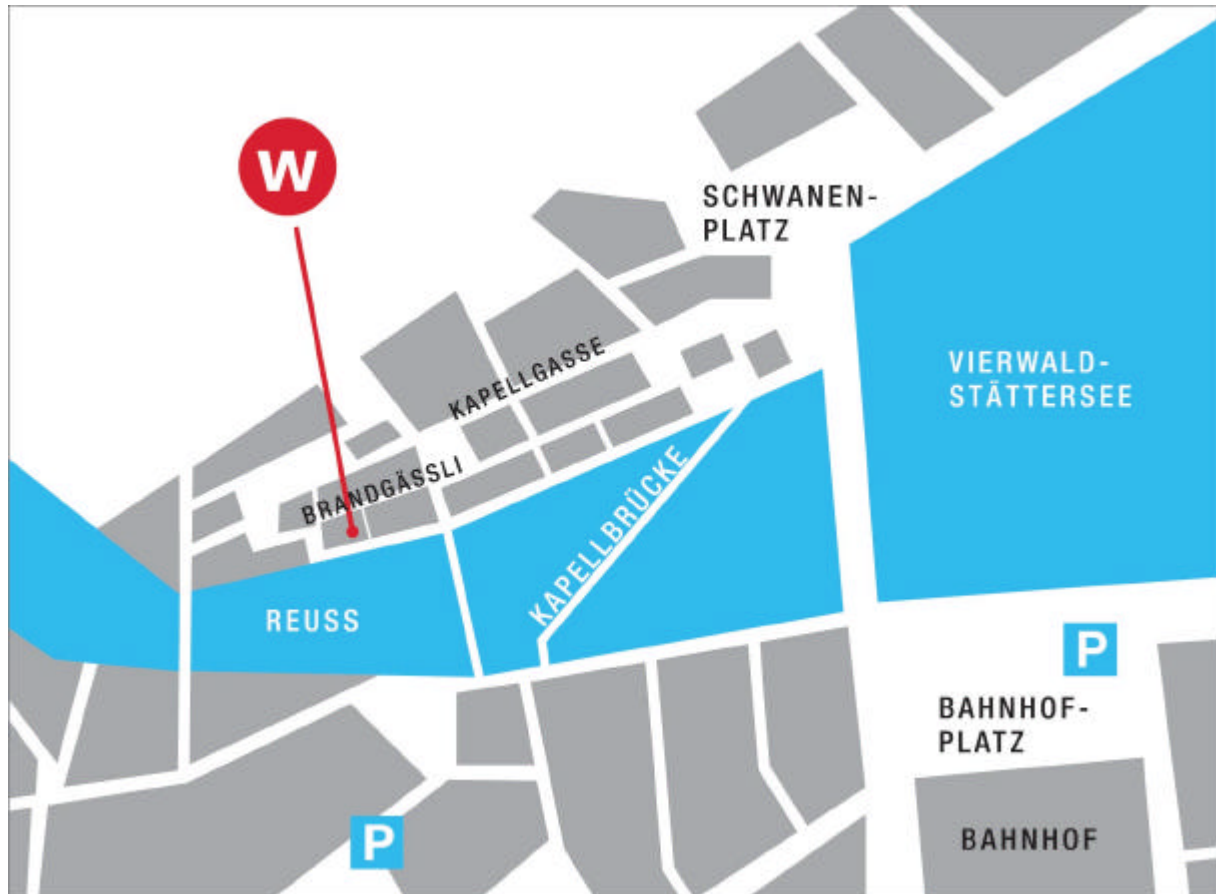 W
SCHWANEN-
PLATZ
KAPELLGASSE
VIERWALD-
STÄTTERSEE
BRANDGÄSSLI
KAPELLBRÜCKE
REUSS
P
BAHNHOF-
PLATZ
P
BAHNHOF